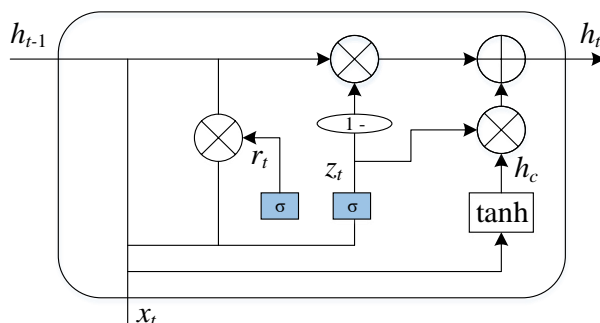 h_{t-1}
h_t
1 -
r_t
z_t
h_c
σ
σ
tanh
x_t